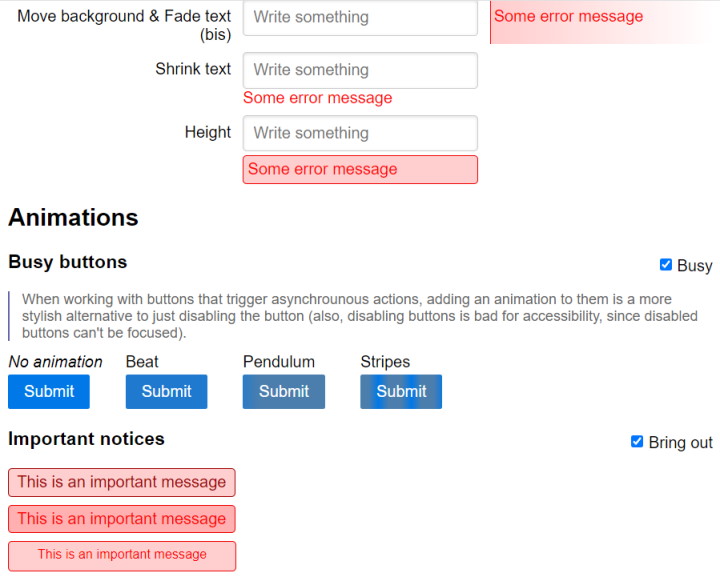 Move background & Fade text
(bis)
Write something
Some error message
Shrink text
Write something
Some error message
Height
Write something
Some error message
Animations
Busy buttons
Busy
When working with buttons that trigger asynchrounous actions, adding an animation to them is a more
stylish alternative to just disabling the button (also, disabling buttons is bad for accessibility, since disabled
buttons can't be focused).
No animation
Beat
Pendulum
Stripes
Submit
Submit
Submit
Submit
Important notices
Bring out
This is an important message
This is an important message
This is an important message